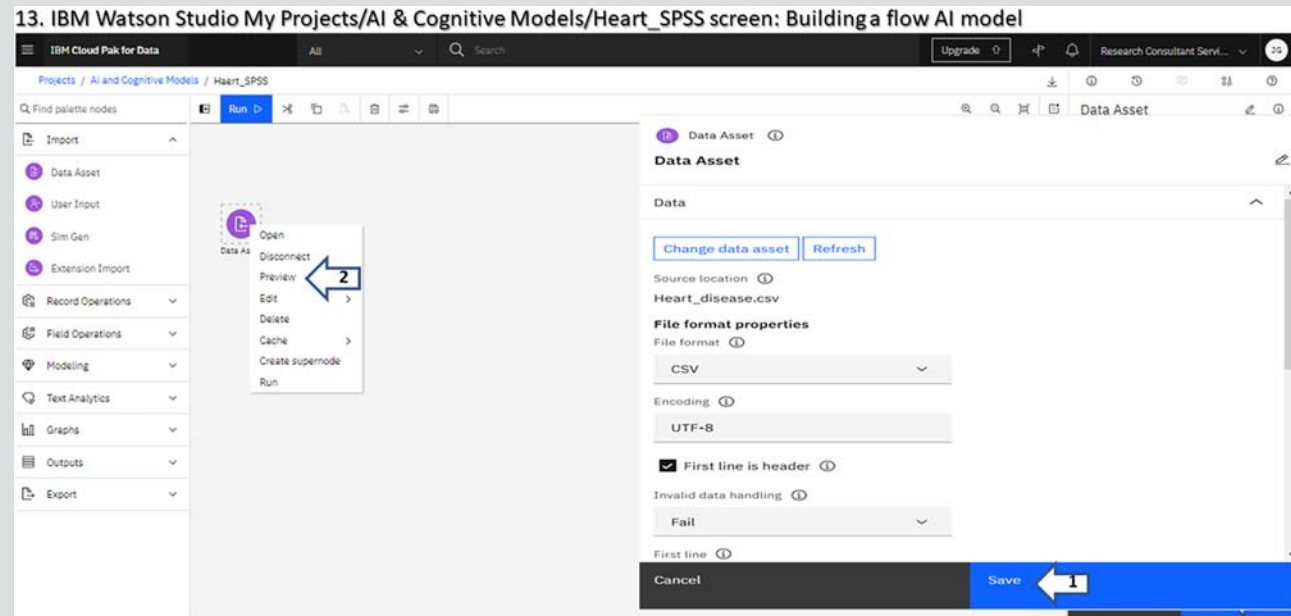 13. IBM Watson Studio My Projects/AI & Cognitive Models/Heart_SPSS screen: Building a flow AI model
IBM Cloud Pak for Data
All
Search
Upgrade
Research Consultant Servi...
JG
Projects / Ai and Cognitive Models / Haert_SPSS
Find palette nodes
Run
Data Asset
Import
Data Asset
User Input
Sim Gen
Extension Import
Record Operations
Field Operations
Modeling
Text Analytics
Graphs
Outputs
Export
Data As
Open
Disconnect
Preview
2
Edit
Delete
Cache
Create supernode
Run
Data Asset
Data Asset
Data
Change data asset
Refresh
Source location
Heart_disease.csv
File format properties
File format
CSV
Encoding
UTF-8
First line is header
Invalid data handling
Fail
First line
Cancel
Save
1